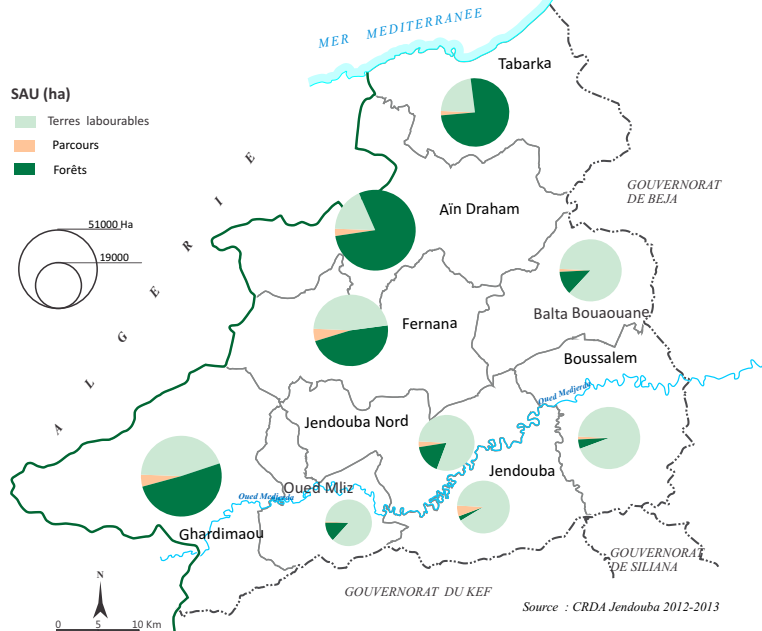 MER MEDITERRANÉE
Tabarka
SAU (ha)
Terres labourables
Parcours
Forêts
ALGERIE
GOUVERNORAT
DE BEJA
Aïn Draham
51000 Ha
19000
Balta Bouaouane
Fernana
Boussalem
Oued Medjerda
Jendouba Nord
Jendouba
Oued Mliz
Oued Medjerda
Ghardimaou
GOUVERNORAT
DE SILIANA
GOUVERNORAT DU KEF
N
0 5 10 Km
Source : CRDA Jendouba 2012-2013